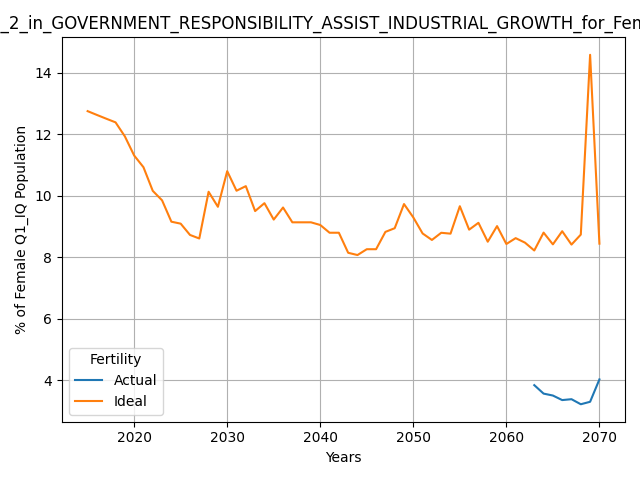 _2_in_GOVERNMENT_RESPONSIBILITY_ASSIST_INDUSTRIAL_GROWTH_for_Fem
14
12
10
8
6
4
% of Female Q1_IQ Population
Fertility
Actual
Ideal
2020 2030 2040 2050 2060 2070
Years